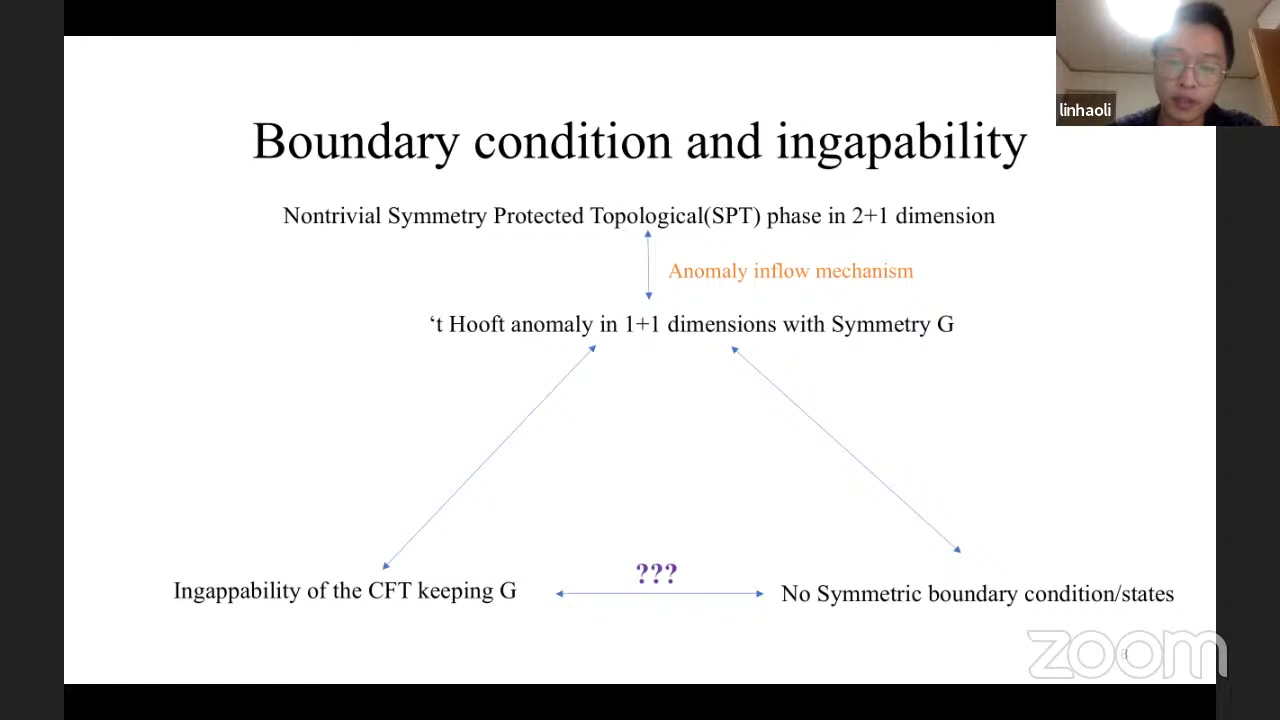 linhaoli
Boundary condition and ingapability
Nontrivial Symmetry Protected Topological(SPT) phase in 2+1 dimension
Anomaly inflow mechanism
‘t Hooft anomaly in 1+1 dimensions with Symmetry G
???
Ingappability of the CFT keeping G
No Symmetric boundary condition/states
zoom
8